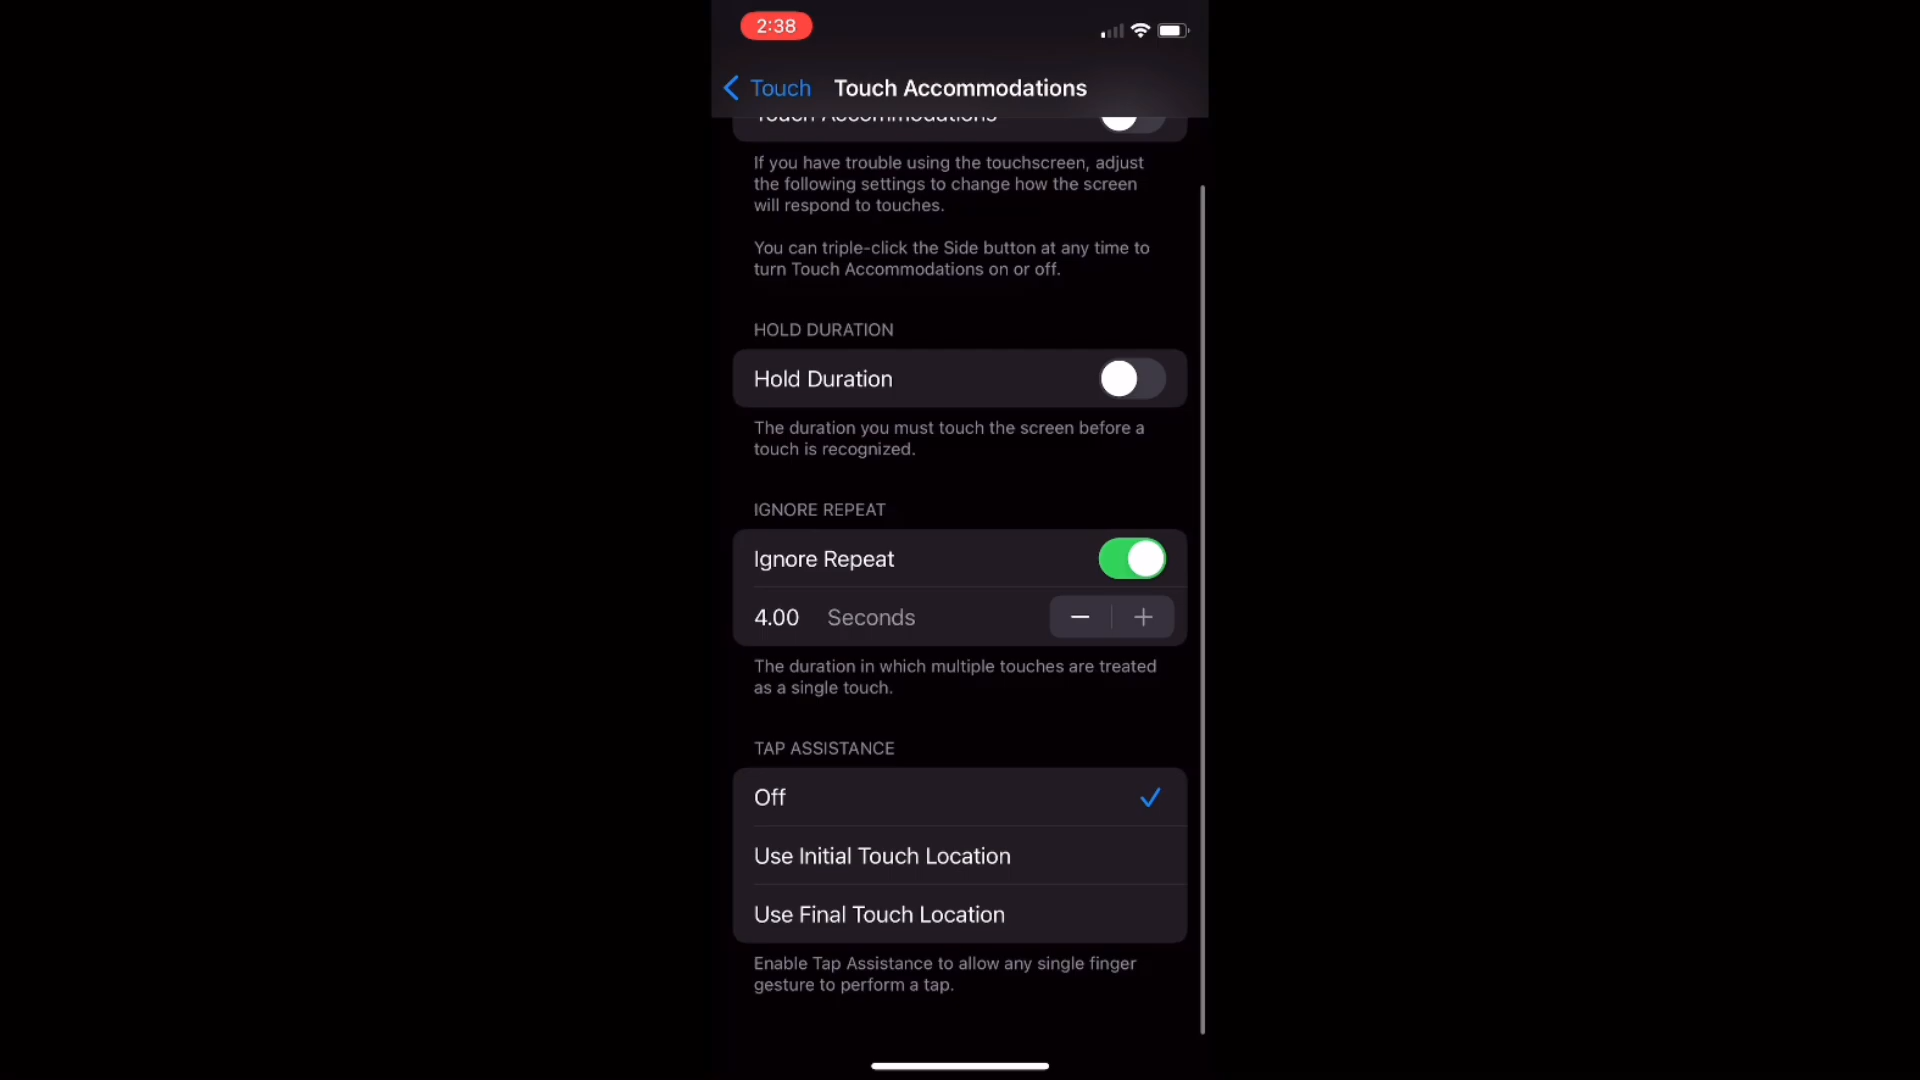 2:38
Touch Touch Accommodations
Touch Accommodations
If you have trouble using the touchscreen, adjust
the following settings to change how the screen
will respond to touches.
You can triple-click the Side button at any time to
turn Touch Accommodations on or off.
HOLD DURATION
Hold Duration
The duration you must touch the screen before a
touch is recognized.
IGNORE REPEAT
Ignore Repeat
4.00 Seconds
The duration in which multiple touches are treated
as a single touch.
TAP ASSISTANCE
Off
Use Initial Touch Location
Use Final Touch Location
Enable Tap Assistance to allow any single finger
gesture to perform a tap.